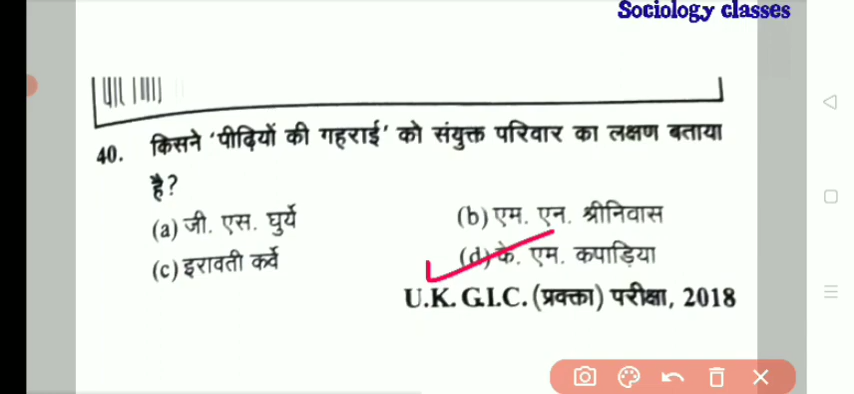 Sociology classes
40. किसने 'पीढ़ियों की गहराई' को संयुक्त परिवार का लक्षण बताया
है?
(a) जी. एस. घुर्ये (b) एम. एन. श्रीनिवास
(c) इरावती कर्वे (d) के. एम. कपाड़िया
U.K. G.I.C. (प्रवक्ता) परीक्षा, 2018